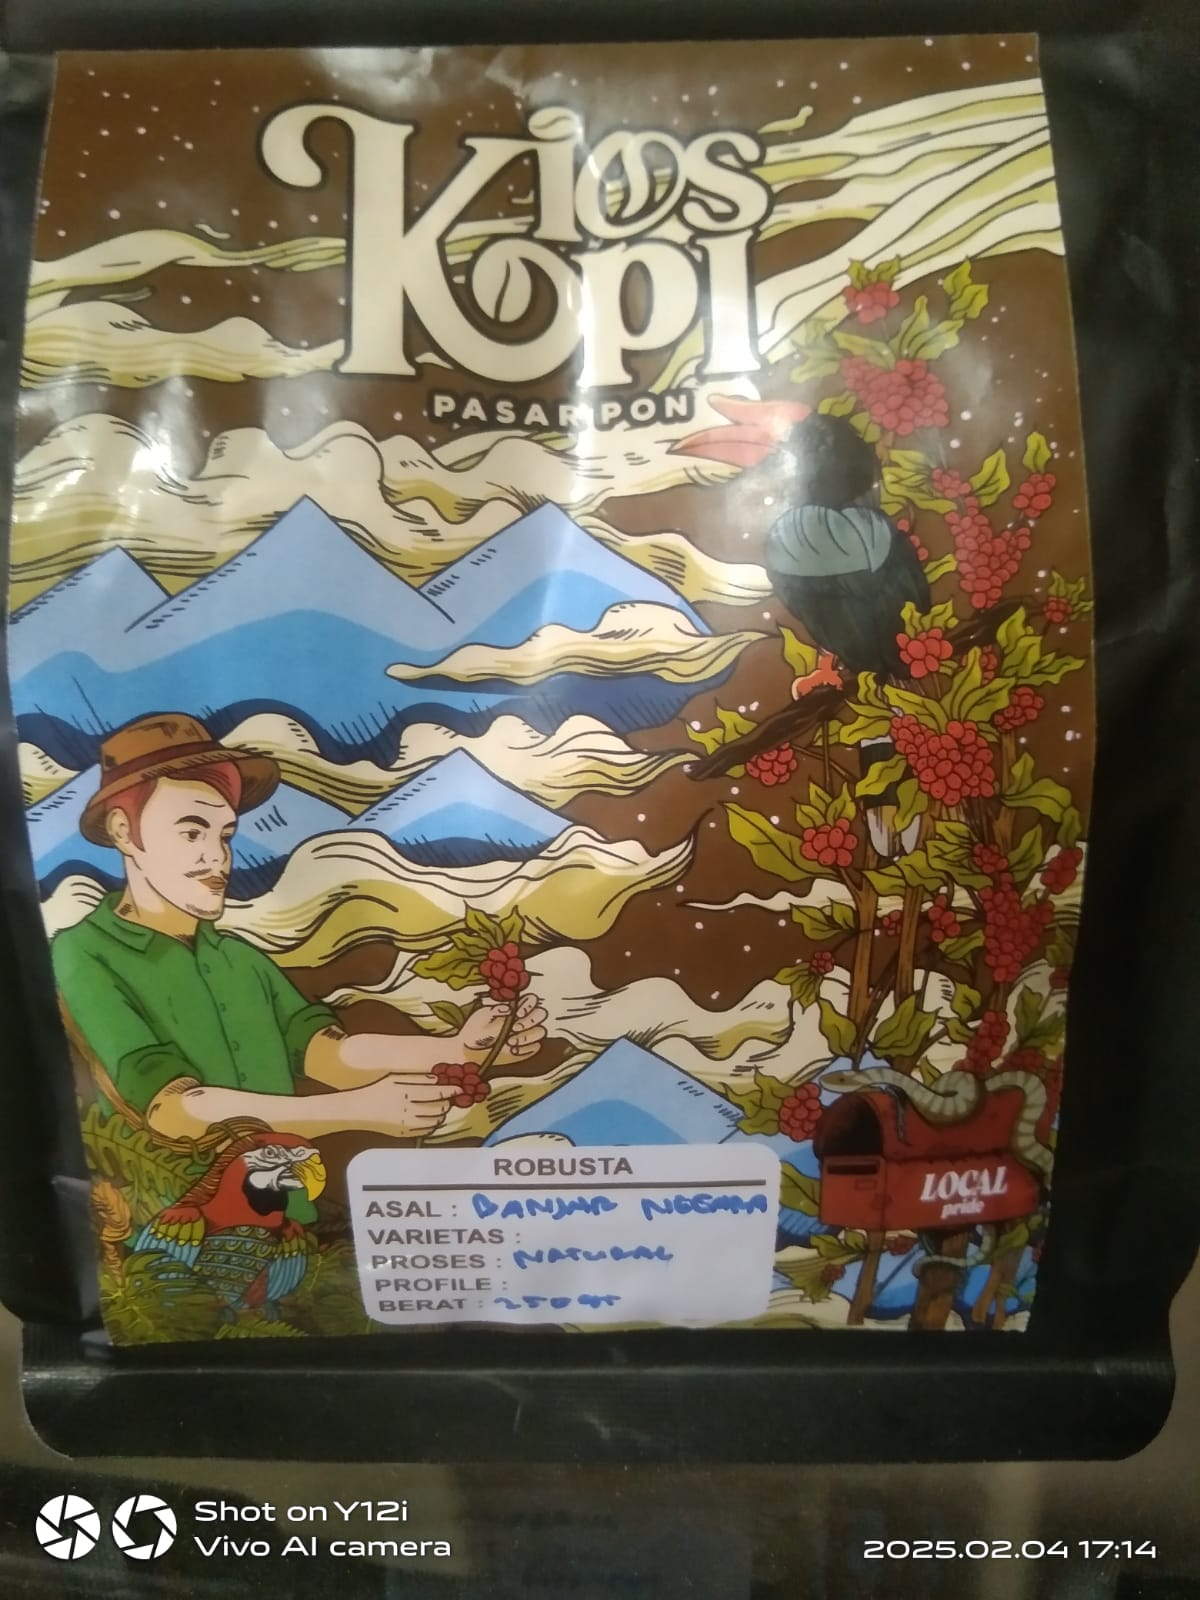 Kios
Kopi
PASAR PON
ROBUSTA
ASAL : BANJAR NEGARA
VARIETAS :
PROSES : NATURAL
PROFILE :
BERAT : 250 gr
LOCAL
pride
Shot on Y12i
Vivo AI camera
2025.02.04 17:14